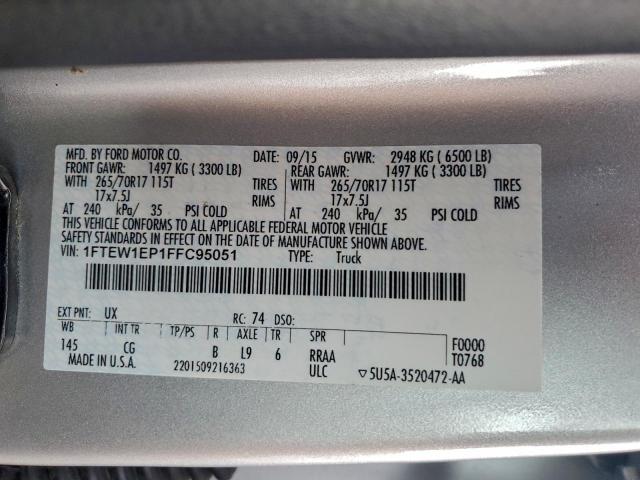 MFD. BY FORD MOTOR CO. DATE: 09/15 GVWR: 2948 KG ( 6500 LB)
FRONT GAWR: 1497 KG ( 3300 LB) REAR GAWR: 1497 KG ( 3300 LB)
WITH 265/70R17 115T TIRES WITH 265/70R17 115T TIRES
17x7.5J RIMS 17x7.5J RIMS
AT 240 kPa/ 35 PSI COLD AT 240 kPa/ 35 PSI COLD
THIS VEHICLE CONFORMS TO ALL APPLICABLE FEDERAL MOTOR VEHICLE
SAFETY STANDARDS IN EFFECT ON THE DATE OF MANUFACTURE SHOWN ABOVE.
VIN: 1FTEW1EP1FFC95051 TYPE: Truck
EXT PNT: UX RC: 74 DSO:
WB INT TR TP/PS R AXLE TR SPR F0000
145 CG B L9 6 RRAA T0768
MADE IN U.S.A. 2201509216363 ULC ▽5U5A-3520472-AA